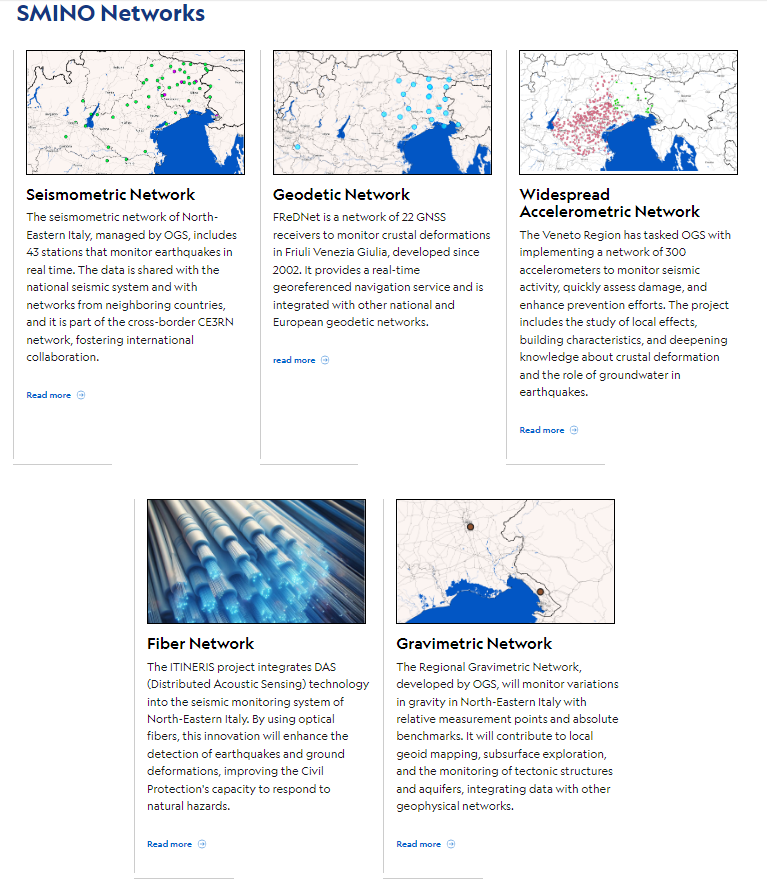 SMINO Networks
Seismometric Network
The seismometric network of North-
Eastern Italy, managed by OGS, includes
43 stations that monitor earthquakes in
real time. The data is shared with the
national seismic system and with
networks from neighboring countries,
and it is part of the cross-border CE3RN
network, fostering international
collaboration.
Read more
Geodetic Network
FReDNet is a network of 22 GNSS
receivers to monitor crustal deformations
in Friuli Venezia Giulia, developed since
2002. It provides a real-time
georeferenced navigation service and is
integrated with other national and
European geodetic networks.
read more
Widespread
Accelerometric Network
The Veneto Region has tasked OGS with
implementing a network of 300
accelerometers to monitor seismic
activity, quickly assess damage, and
enhance prevention efforts. The project
includes the study of local effects,
building characteristics, and deepening
knowledge about crustal deformation
and the role of groundwater in
earthquakes.
Read more
Fiber Network
The ITINERIS project integrates DAS
(Distributed Acoustic Sensing) technology
into the seismic monitoring system of
North-Eastern Italy. By using optical
fibers, this innovation will enhance the
detection of earthquakes and ground
deformations, improving the Civil
Protection's capacity to respond to
natural hazards.
Read more
Gravimetric Network
The Regional Gravimetric Network,
developed by OGS, will monitor variations
in gravity in North-Eastern Italy with
relative measurement points and absolute
benchmarks. It will contribute to local
geoid mapping, subsurface exploration,
and the monitoring of tectonic structures
and aquifers, integrating data with other
geophysical networks.
Read more